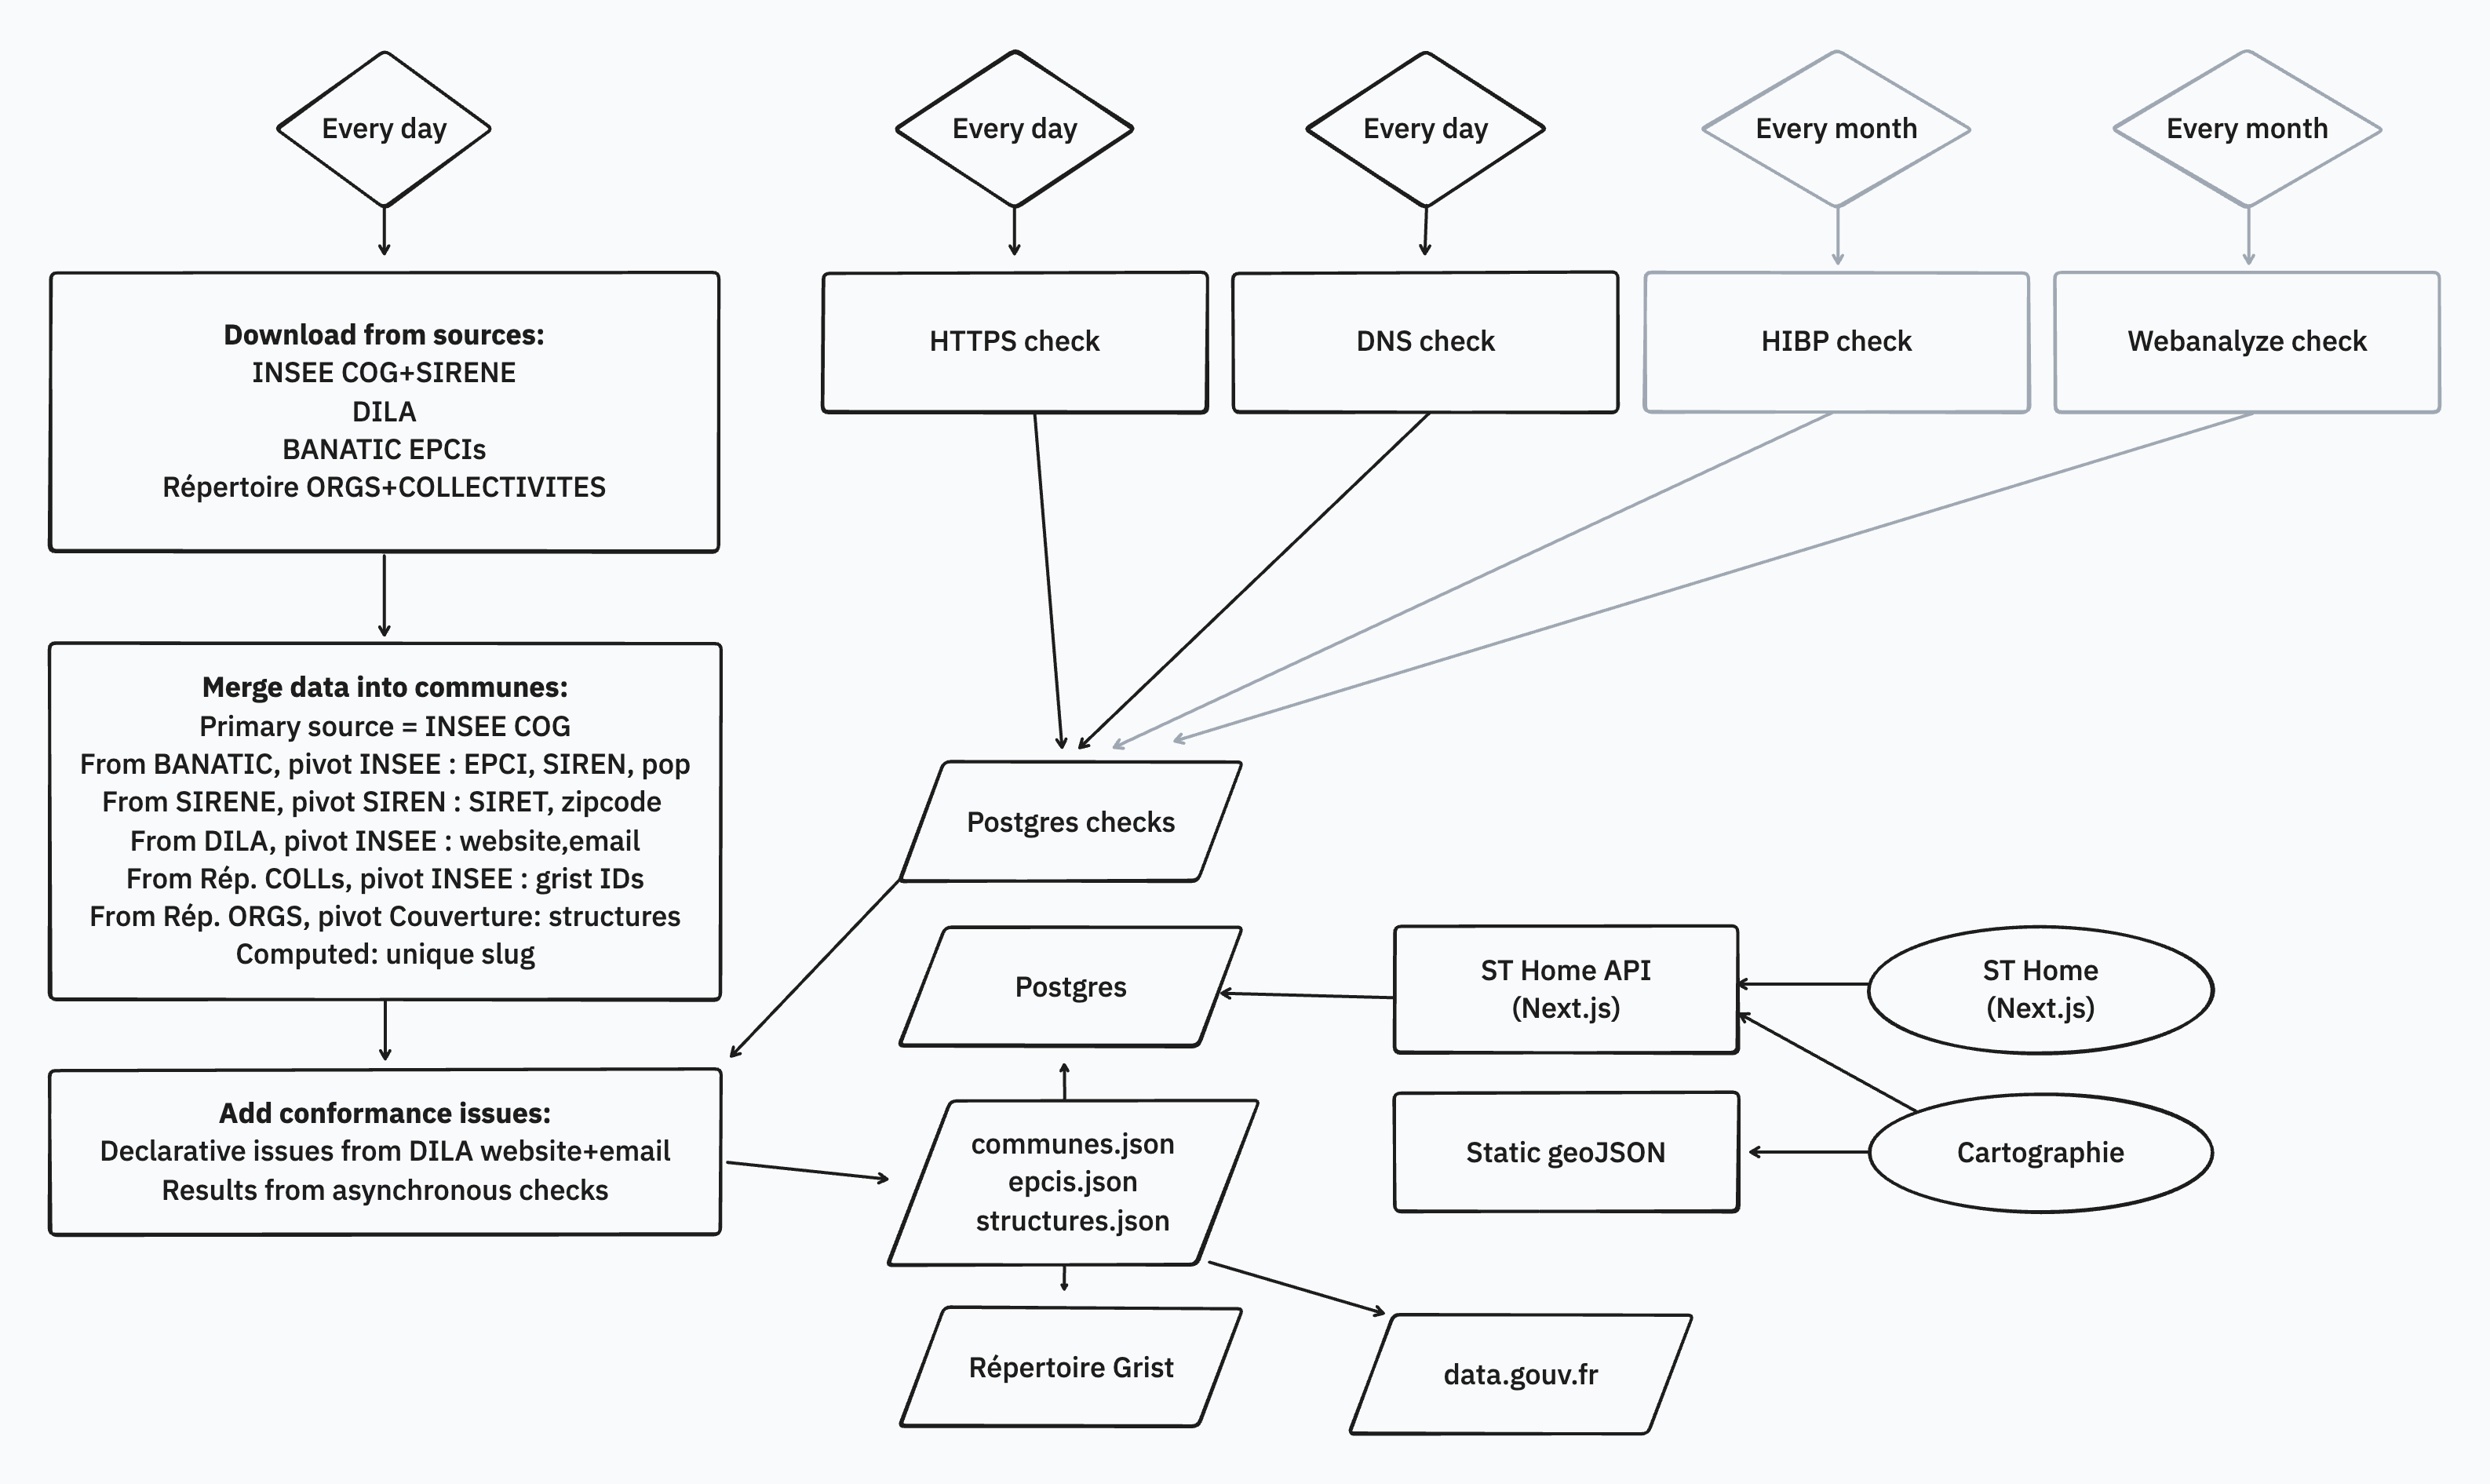 Every day
Every day
Every day
Every month
Every month
Download from sources:
INSEE COG+SIRENE
DILA
BANATIC EPCIs
Répertoire ORGS+COLLECTIVITES
HTTPS check
DNS check
HIBP check
Webanalyze check
Merge data into communes:
Primary source = INSEE COG
From BANATIC, pivot INSEE : EPCI, SIREN, pop
From SIRENE, pivot SIREN : SIRET, zipcode
From DILA, pivot INSEE : website,email
From Rép. COLLs, pivot INSEE : grist IDs
From Rép. ORGS, pivot Couverture: structures
Computed: unique slug
Postgres checks
Postgres
ST Home API
(Next.js)
ST Home
(Next.js)
Add conformance issues:
Declarative issues from DILA website+email
Results from asynchronous checks
communes.json
epcis.json
structures.json
Static geoJSON
Cartographie
Répertoire Grist
data.gouv.fr